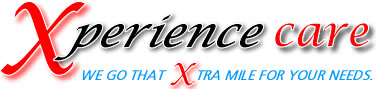 Xperience care
WE GO THAT XTRA MILE FOR YOUR NEEDS.